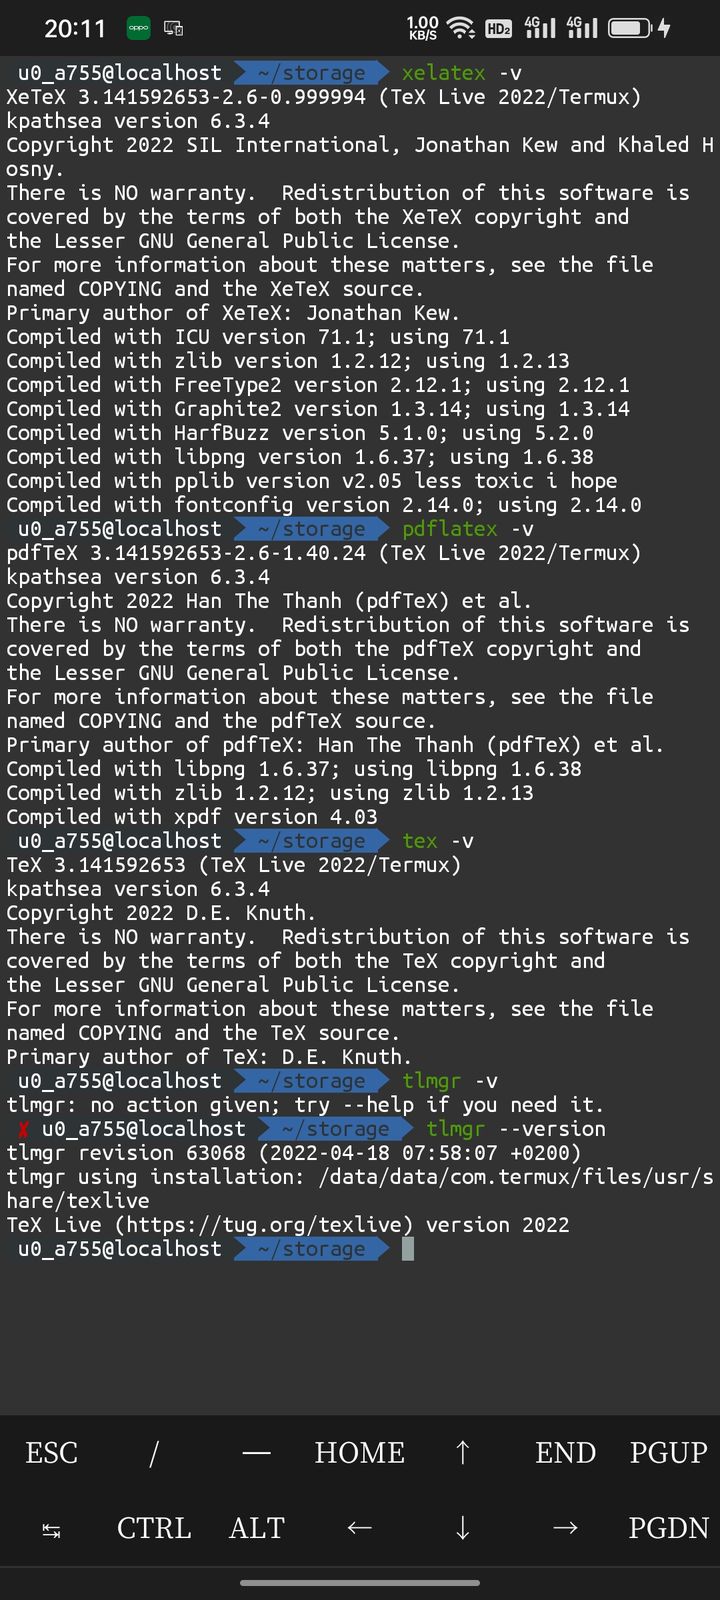 20:11 oppo 1.00 KB/S HD2 4G 4G
u0_a755@localhost ~/storage xelatex -v
XeTeX 3.141592653-2.6-0.999994 (TeX Live 2022/Termux)
kpathsea version 6.3.4
Copyright 2022 SIL International, Jonathan Kew and Khaled H
osny.
There is NO warranty.  Redistribution of this software is
covered by the terms of both the XeTeX copyright and
the Lesser GNU General Public License.
For more information about these matters, see the file
named COPYING and the XeTeX source.
Primary author of XeTeX: Jonathan Kew.
Compiled with ICU version 71.1; using 71.1
Compiled with zlib version 1.2.12; using 1.2.13
Compiled with FreeType2 version 2.12.1; using 2.12.1
Compiled with Graphite2 version 1.3.14; using 1.3.14
Compiled with HarfBuzz version 5.1.0; using 5.2.0
Compiled with libpng version 1.6.37; using 1.6.38
Compiled with pplib version v2.05 less toxic i hope
Compiled with fontconfig version 2.14.0; using 2.14.0
u0_a755@localhost ~/storage pdflatex -v
pdfTeX 3.141592653-2.6-1.40.24 (TeX Live 2022/Termux)
kpathsea version 6.3.4
Copyright 2022 Han The Thanh (pdfTeX) et al.
There is NO warranty.  Redistribution of this software is
covered by the terms of both the pdfTeX copyright and
the Lesser GNU General Public License.
For more information about these matters, see the file
named COPYING and the pdfTeX source.
Primary author of pdfTeX: Han The Thanh (pdfTeX) et al.
Compiled with libpng 1.6.37; using libpng 1.6.38
Compiled with zlib 1.2.12; using zlib 1.2.13
Compiled with xpdf version 4.03
u0_a755@localhost ~/storage tex -v
TeX 3.141592653 (TeX Live 2022/Termux)
kpathsea version 6.3.4
Copyright 2022 D.E. Knuth.
There is NO warranty.  Redistribution of this software is
covered by the terms of both the TeX copyright and
the Lesser GNU General Public License.
For more information about these matters, see the file
named COPYING and the TeX source.
Primary author of TeX: D.E. Knuth.
u0_a755@localhost ~/storage tlmgr -v
tlmgr: no action given; try --help if you need it.
✘ u0_a755@localhost ~/storage tlmgr --version
tlmgr revision 63068 (2022-04-18 07:58:07 +0200)
tlmgr using installation: /data/data/com.termux/files/usr/s
hare/texlive
TeX Live (https://tug.org/texlive) version 2022
u0_a755@localhost ~/storage
ESC / — HOME ↑ END PGUP
↹ CTRL ALT ← ↓ → PGDN